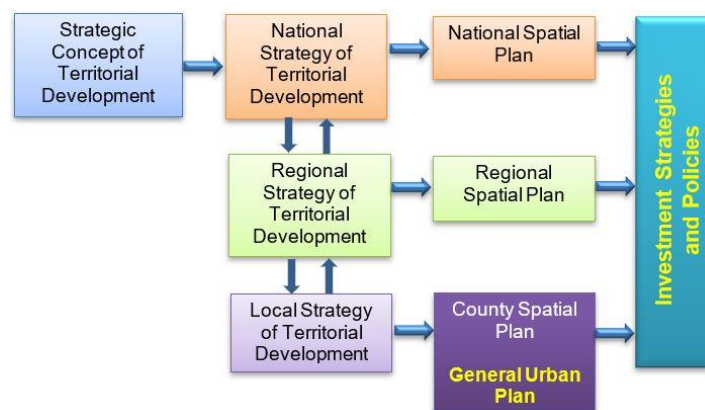 Strategic
Concept of
Territorial
Development
National
Strategy of
Territorial
Development
National Spatial
Plan
Regional
Strategy of
Territorial
Development
Regional
Spatial Plan
Local Strategy
of Territorial
Development
County Spatial
Plan
General Urban
Plan
Investment Strategies
and Policies